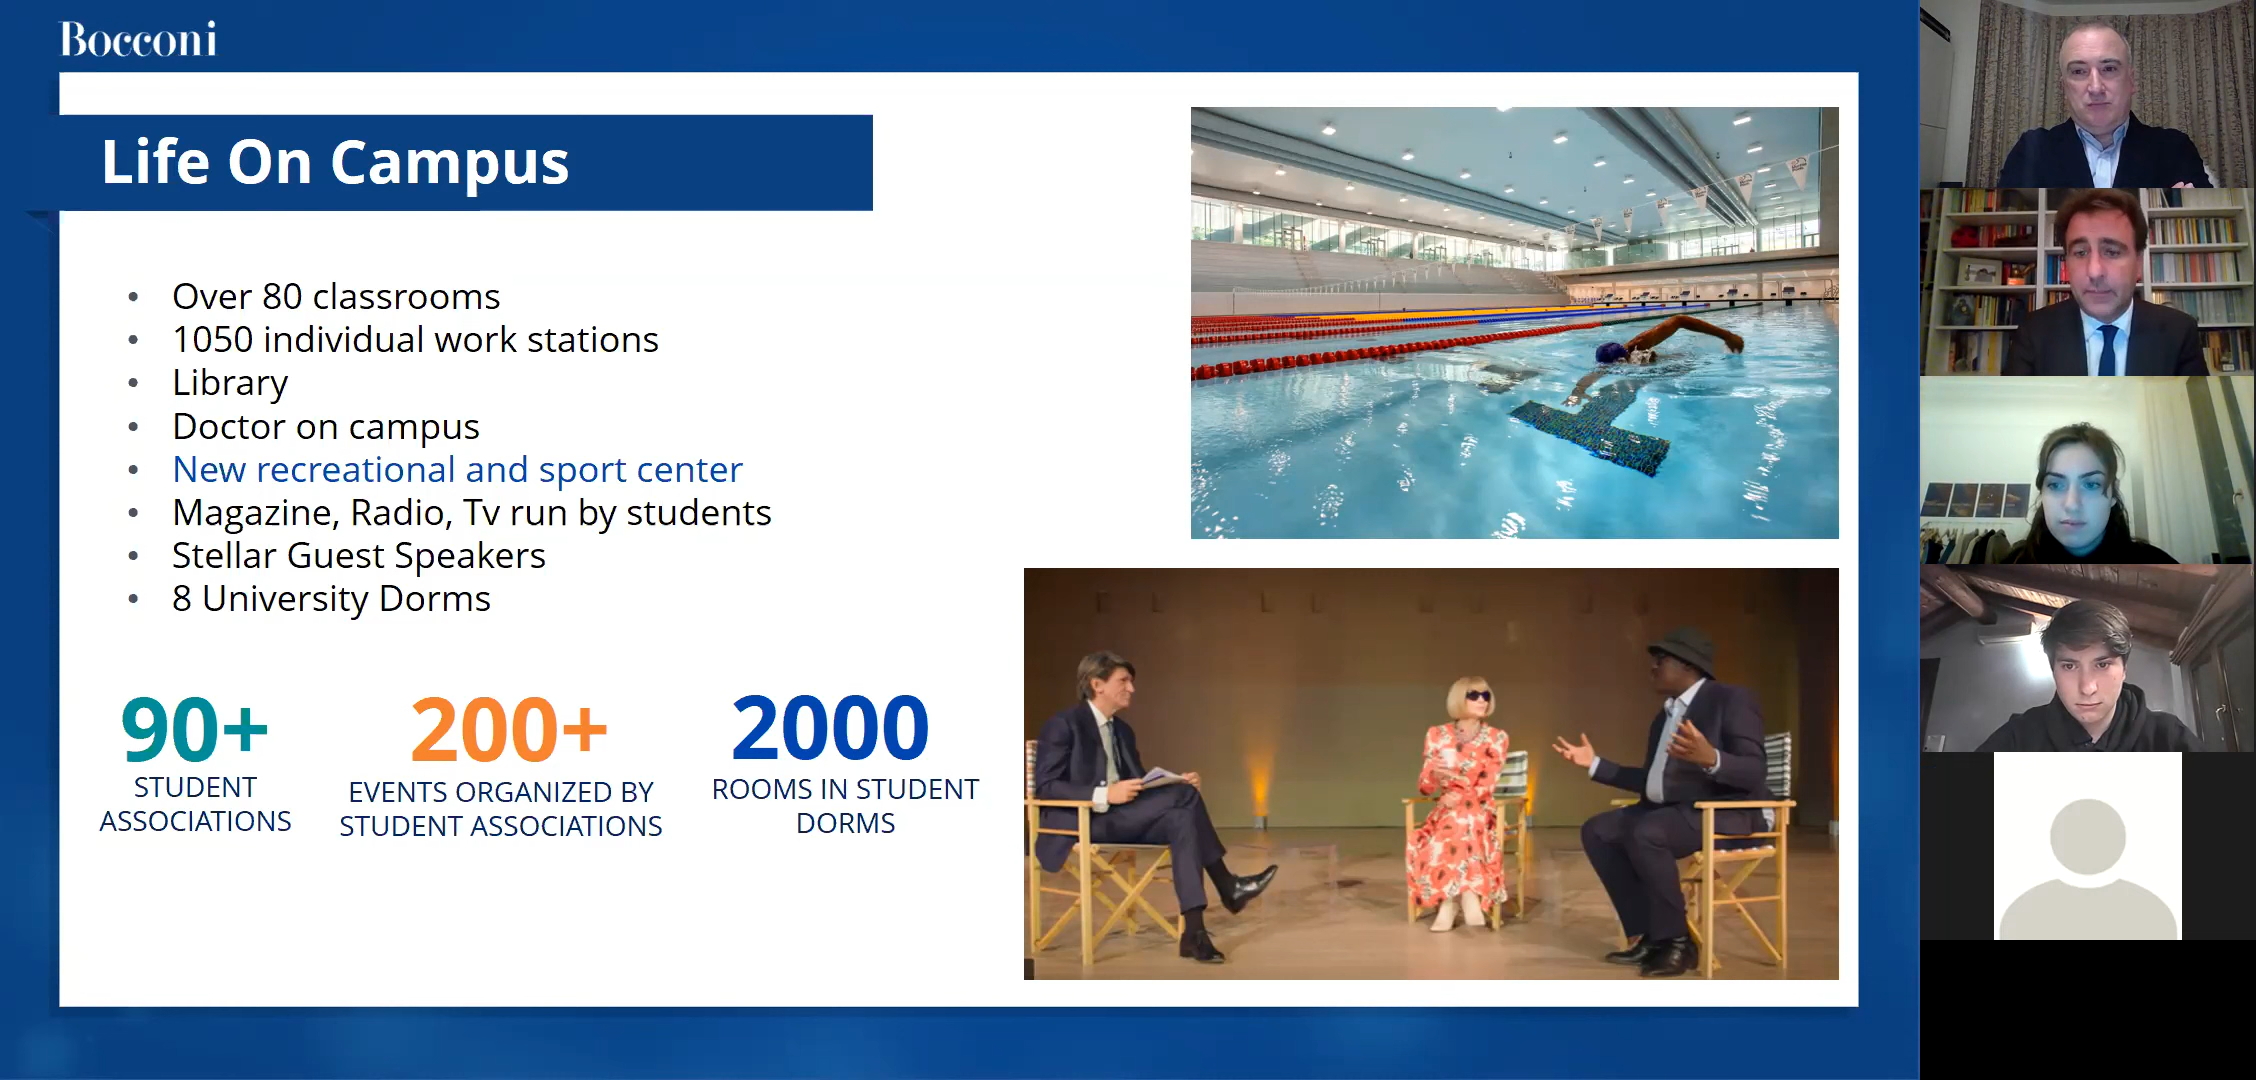 Bocconi
Life On Campus
• Over 80 classrooms
• 1050 individual work stations
• Library
• Doctor on campus
• New recreational and sport center
• Magazine, Radio, Tv run by students
• Stellar Guest Speakers
• 8 University Dorms
90+
STUDENT
ASSOCIATIONS
200+
EVENTS ORGANIZED BY
STUDENT ASSOCIATIONS
2000
ROOMS IN STUDENT
DORMS